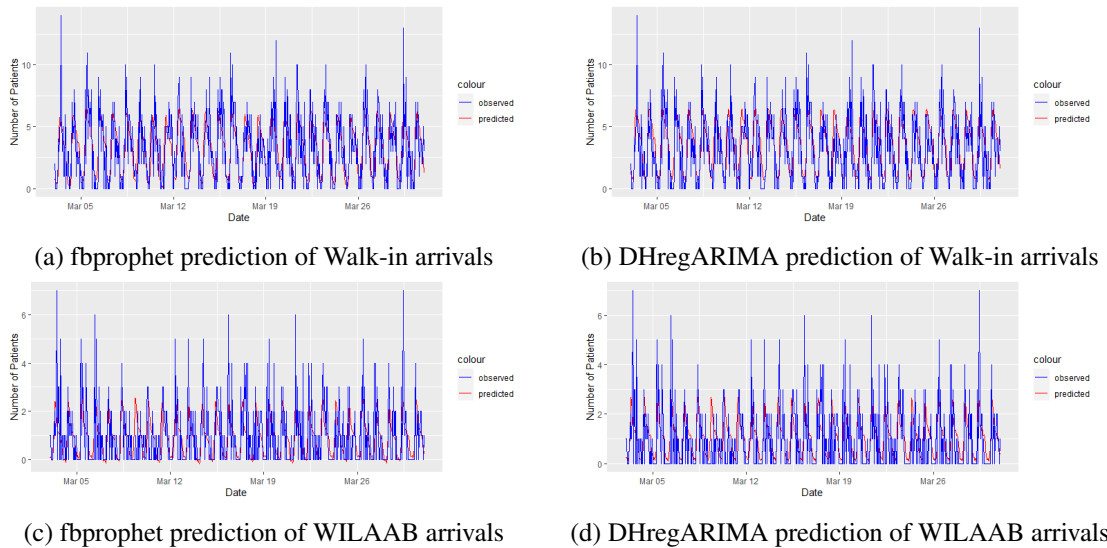 10
5
0
Number of Patients
Mar 05 Mar 12 Mar 19 Mar 26
Date
colour
observed
predicted
(a) fbprophet prediction of Walk-in arrivals
10
5
0
Number of Patients
Mar 05 Mar 12 Mar 19 Mar 26
Date
colour
observed
predicted
(b) DHregARIMA prediction of Walk-in arrivals
6
4
2
0
Number of Patients
Mar 05 Mar 12 Mar 19 Mar 26
Date
colour
observed
predicted
(c) fbprophet prediction of WILAAB arrivals
6
4
2
0
Number of Patients
Mar 05 Mar 12 Mar 19 Mar 26
Date
colour
observed
predicted
(d) DHregARIMA prediction of WILAAB arrivals